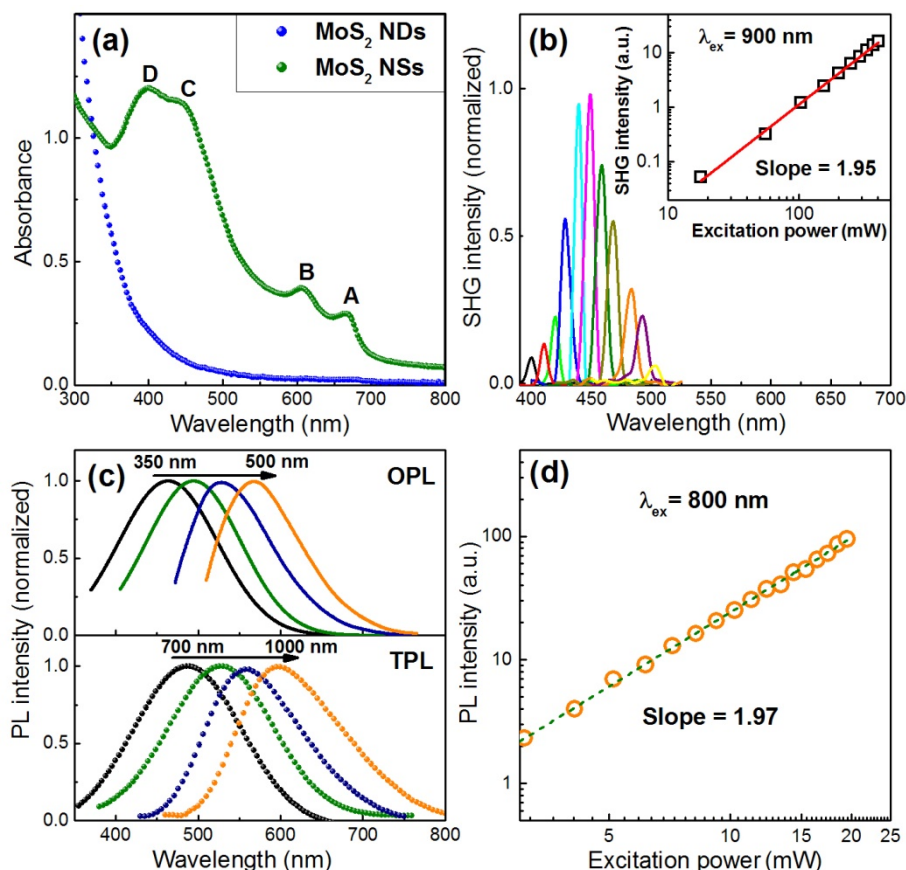 (a)
MoS2 NDs
MoS2 NSs
D
C
B
A
1.0
0.5
0.0
Absorbance
300 400 500 600 700 800
Wavelength (nm)
(b)
λex= 900 nm
Slope = 1.95
10
1
0.1
SHG intensity (a.u.)
10 100
Excitation power (mW)
1.0
0.5
0.0
SHG intensity (normalized)
400 450 500 550 600 650 700
Wavelength (nm)
(c)
350 nm 500 nm
OPL
1.0
0.5
0.0
700 nm 1000 nm
TPL
1.0
0.5
0.0
PL intensity (normalized)
400 500 600 700 800
Wavelength (nm)
(d)
λex= 800 nm
Slope = 1.97
100
10
1
PL intensity (a.u.)
5 10 15 20 25
Excitation power (mW)